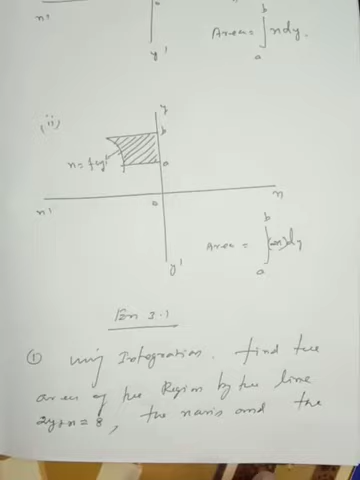 b
x'
o
Area = ∫ x dy.
y'
a
(ii)
y
b
x = f(y)
a
x'
o
x
b
Area = ∫ (-x) dy
y'
a
Ex 3.1
① Using Integration. find the
area of the Region by the line
2y+x = 8, the x axis and the